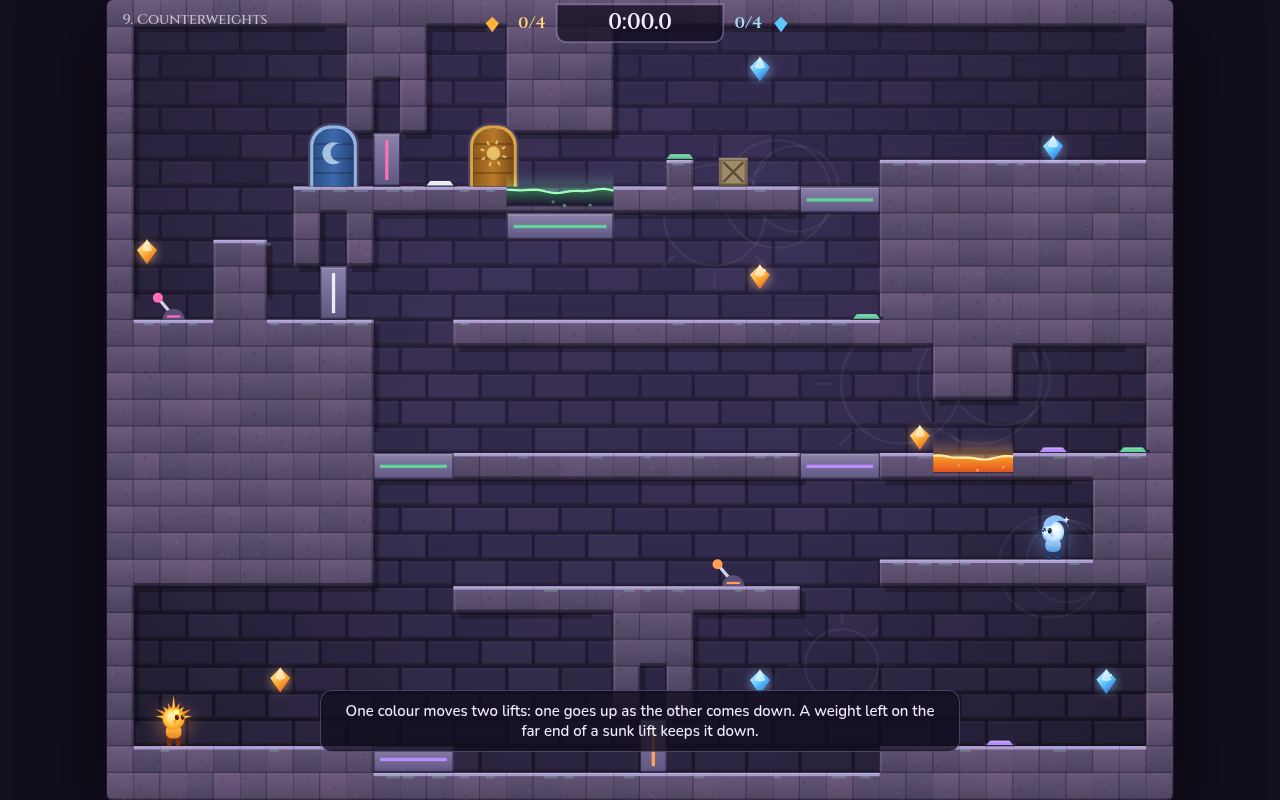 9. Counterweights
0/4
0:00.0
0/4
One colour moves two lifts: one goes up as the other comes down. A weight left on the
far end of a sunk lift keeps it down.